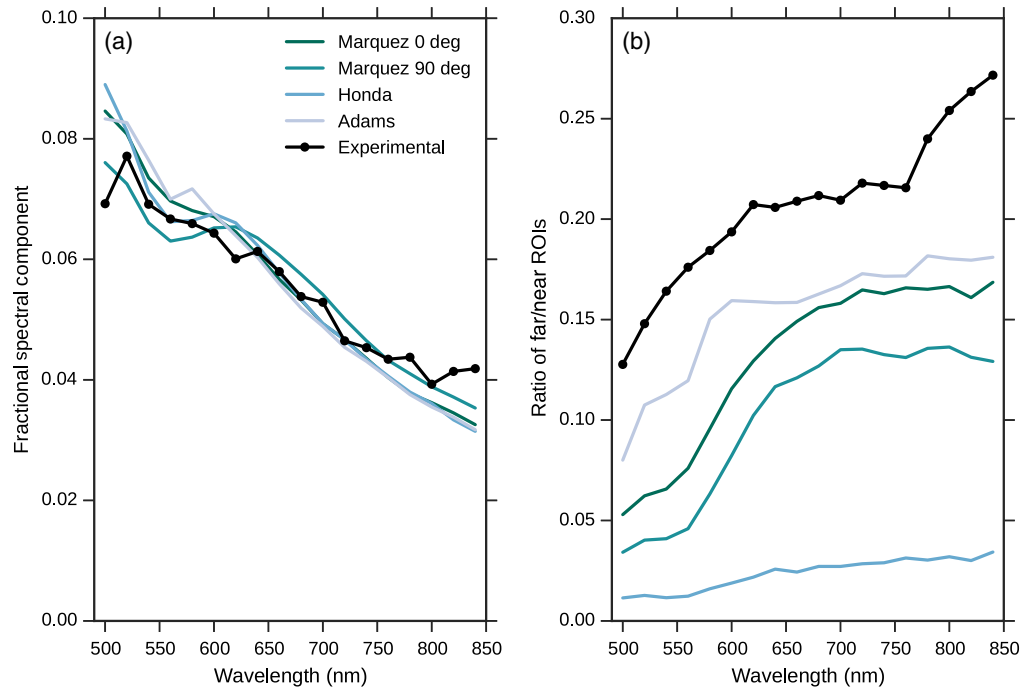 (a)
Marquez 0 deg
Marquez 90 deg
Honda
Adams
Experimental
Fractional spectral component
0.10
0.08
0.06
0.04
0.02
0.00
500 550 600 650 700 750 800 850
Wavelength (nm)
(b)
Ratio of far/near ROIs
0.30
0.25
0.20
0.15
0.10
0.05
0.00
500 550 600 650 700 750 800 850
Wavelength (nm)